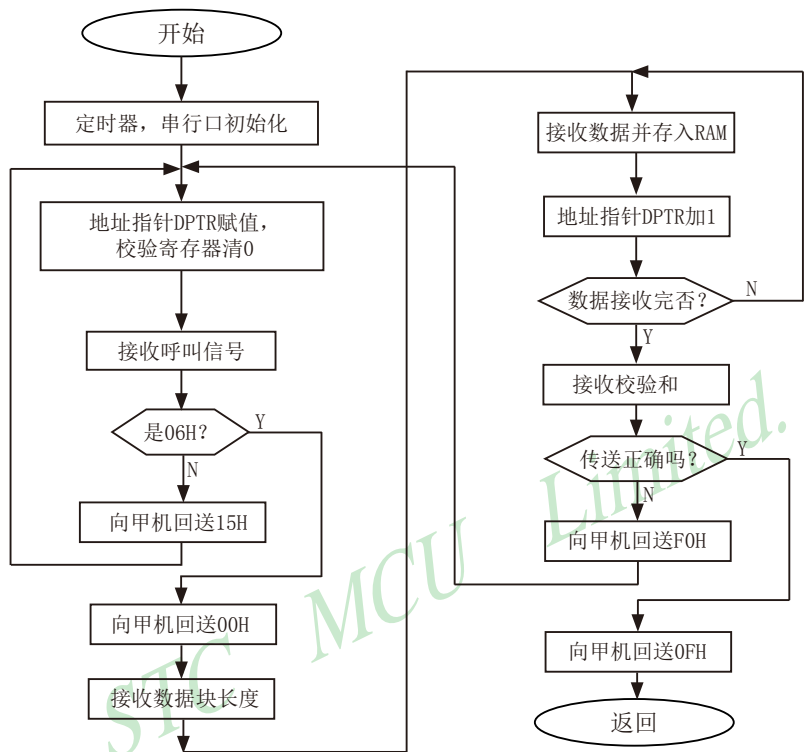 开始
定时器，串行口初始化
地址指针DPTR赋值，
校验寄存器清0
接收呼叫信号
是06H？
Y
N
向甲机回送15H
向甲机回送00H
接收数据块长度
接收数据并存入RAM
地址指针DPTR加1
数据接收完否？
N
Y
接收校验和
传送正确吗？
Y
N
向甲机回送F0H
向甲机回送0FH
返回
STC MCU Limited.